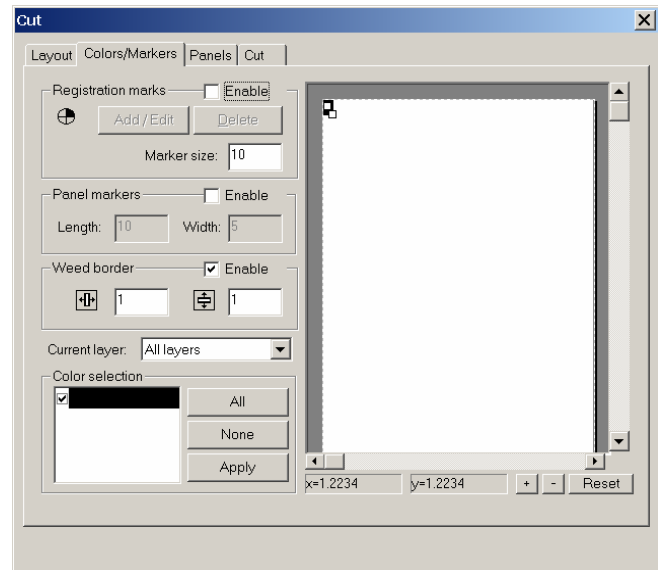 Cut
Layout Colors/Markers Panels Cut
Registration marks Enable
Add/Edit Delete
Marker size: 10
Panel markers Enable
Length: 10 Width: 5
Weed border Enable
1 1
Current layer: All layers
Color selection
All
None
Apply
x=1.2234 y=1.2234 + - Reset